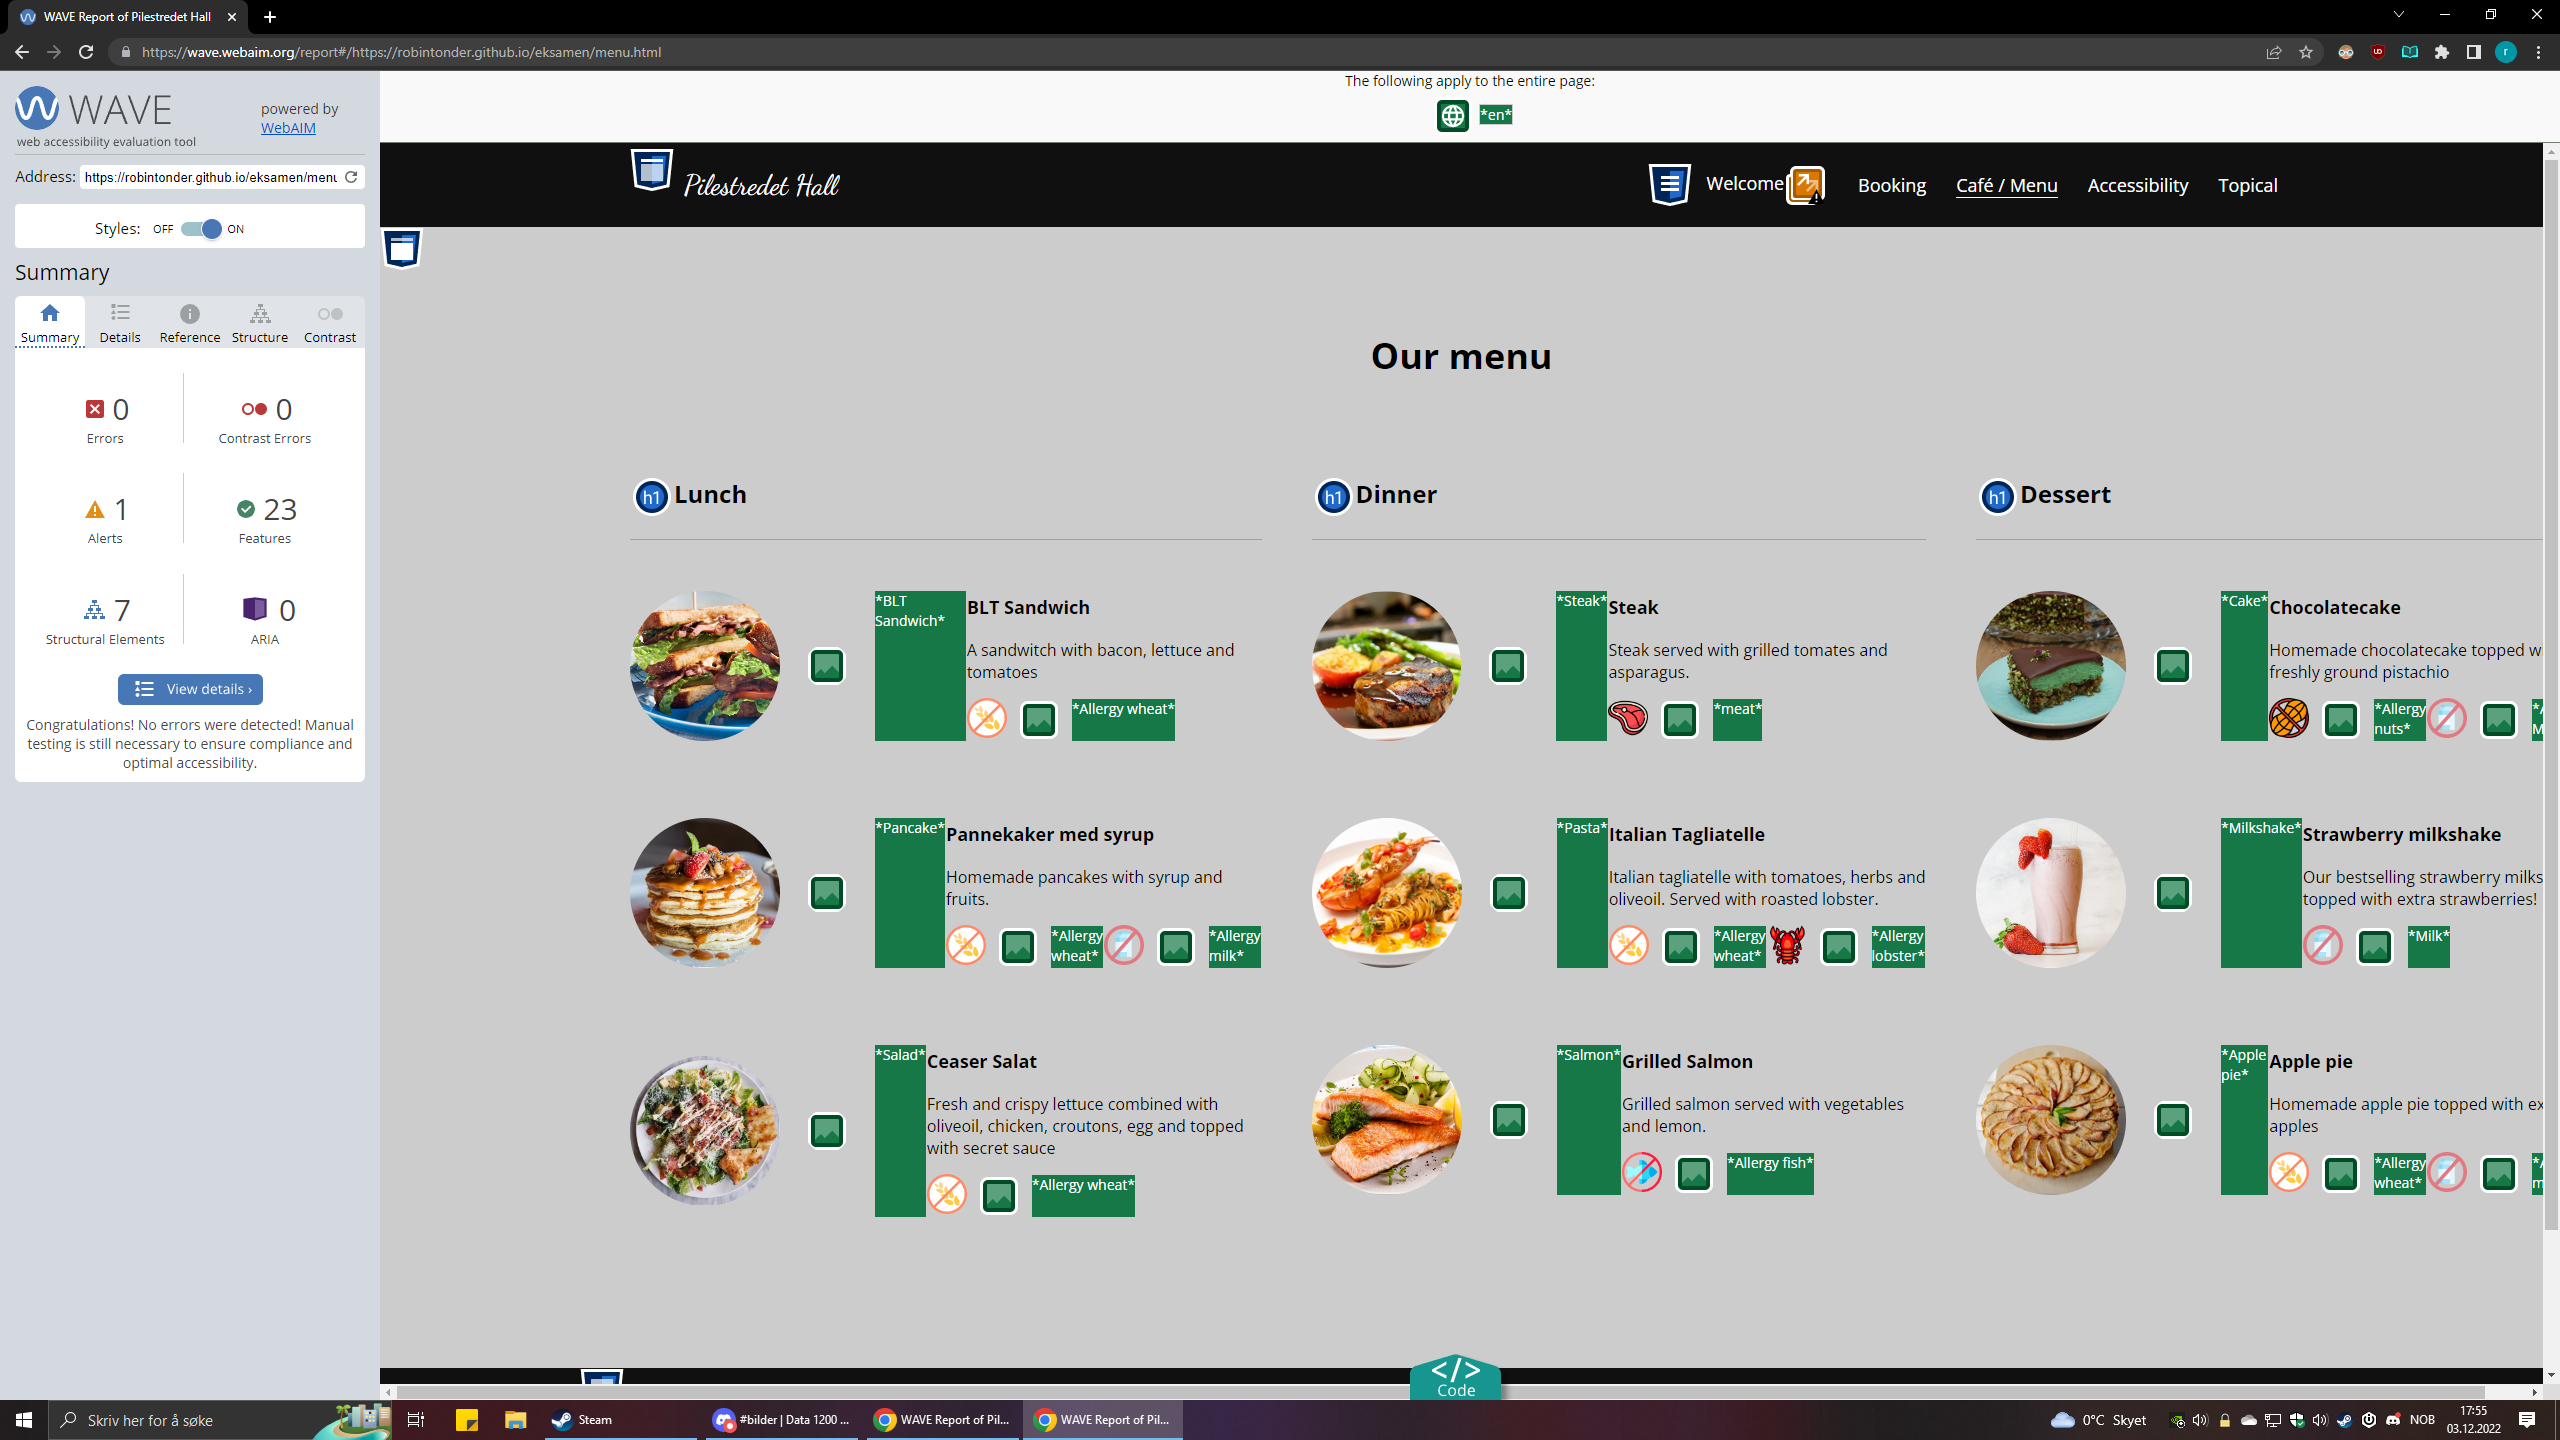 WAVE Report of Pilestredet Hall
https://wave.webaim.org/report#/https://robintonder.github.io/eksamen/menu.html
r
WAVE
powered by
WebAIM
web accessibility evaluation tool
Address:
https://robintonder.github.io/eksamen/menu
Styles: OFF ON
Summary
Summary Details Reference Structure Contrast
0 Errors
0 Contrast Errors
1 Alerts
23 Features
7 Structural Elements
0 ARIA
View details ›
Congratulations! No errors were detected! Manual
testing is still necessary to ensure compliance and
optimal accessibility.
The following apply to the entire page:
*en*
Pilestredet Hall
Welcome Booking Café / Menu Accessibility Topical
Our menu
h1 Lunch
*BLT
Sandwich*
BLT Sandwich
A sandwitch with bacon, lettuce and
tomatoes
*Allergy wheat*
*Pancake*
Pannekaker med syrup
Homemade pancakes with syrup and
fruits.
*Allergy
wheat*
*Allergy
milk*
*Salad*
Ceaser Salat
Fresh and crispy lettuce combined with
oliveoil, chicken, croutons, egg and topped
with secret sauce
*Allergy wheat*
h1 Dinner
*Steak*
Steak
Steak served with grilled tomates and
asparagus.
*meat*
*Pasta*
Italian Tagliatelle
Italian tagliatelle with tomatoes, herbs and
oliveoil. Served with roasted lobster.
*Allergy
wheat*
*Allergy
lobster*
*Salmon*
Grilled Salmon
Grilled salmon served with vegetables
and lemon.
*Allergy fish*
h1 Dessert
*Cake*
Chocolatecake
Homemade chocolatecake topped w
freshly ground pistachio
*Allergy
nuts*
*Milkshake*
Strawberry milkshake
Our bestselling strawberry milks
topped with extra strawberries!
*Milk*
*Apple
pie*
Apple pie
Homemade apple pie topped with ex
apples
*Allergy
wheat*
</> Code
Skriv her for å søke
Steam
#bilder | Data 1200 ...
WAVE Report of Pil...
WAVE Report of Pil...
0°C Skyet
NOB
17:55
03.12.2022